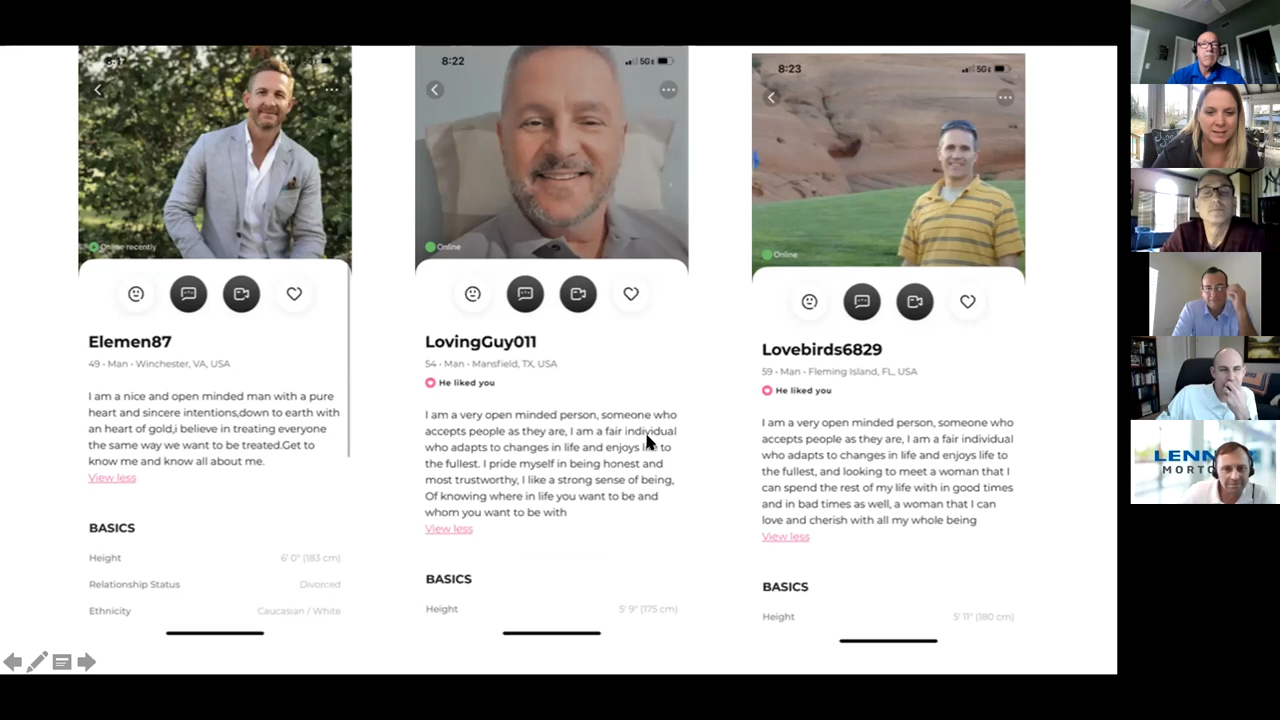 Online recently
Elemen87
49 • Man • Winchester, VA, USA
I am a nice and open minded man with a pure
heart and sincere intentions,down to earth with
an heart of gold,i believe in treating everyone
the same way we want to be treated.Get to
know me and know all about me.
View less
BASICS
Height 6' 0" (183 cm)
Relationship Status Divorced
Ethnicity Caucasian / White
8:22 5G
Online
LovingGuy011
54 • Man • Mansfield, TX, USA
He liked you
I am a very open minded person, someone who
accepts people as they are, I am a fair individual
who adapts to changes in life and enjoys life to
the fullest. I pride myself in being honest and
most trustworthy, I like a strong sense of being,
Of knowing where in life you want to be and
whom you want to be with
View less
BASICS
Height 5' 9" (175 cm)
8:23 5G
Online
Lovebirds6829
59 • Man • Fleming Island, FL, USA
He liked you
I am a very open minded person, someone who
accepts people as they are, I am a fair individual
who adapts to changes in life and enjoys life to
the fullest, and looking to meet a woman that I
can spend the rest of my life with in good times
and in bad times as well, a woman that I can
love and cherish with all my whole being
View less
BASICS
Height 5' 11" (180 cm)